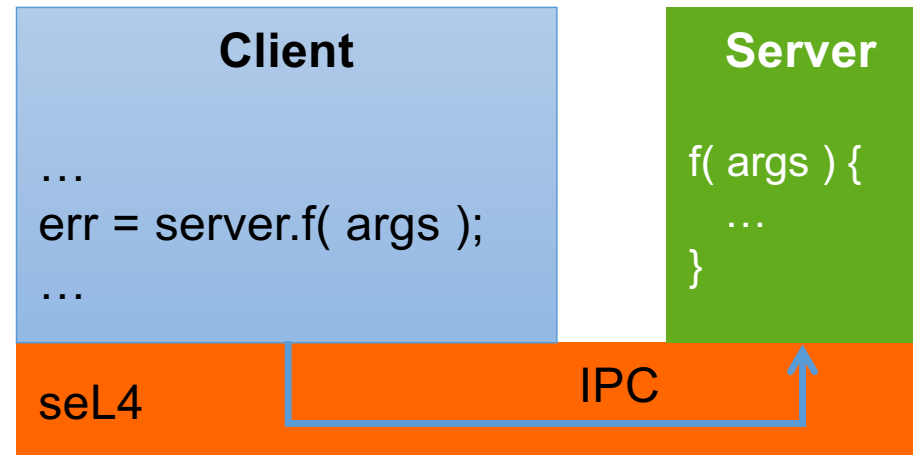 Client
…
err = server.f( args );
…
Server
f( args ) {
…
}
seL4
IPC